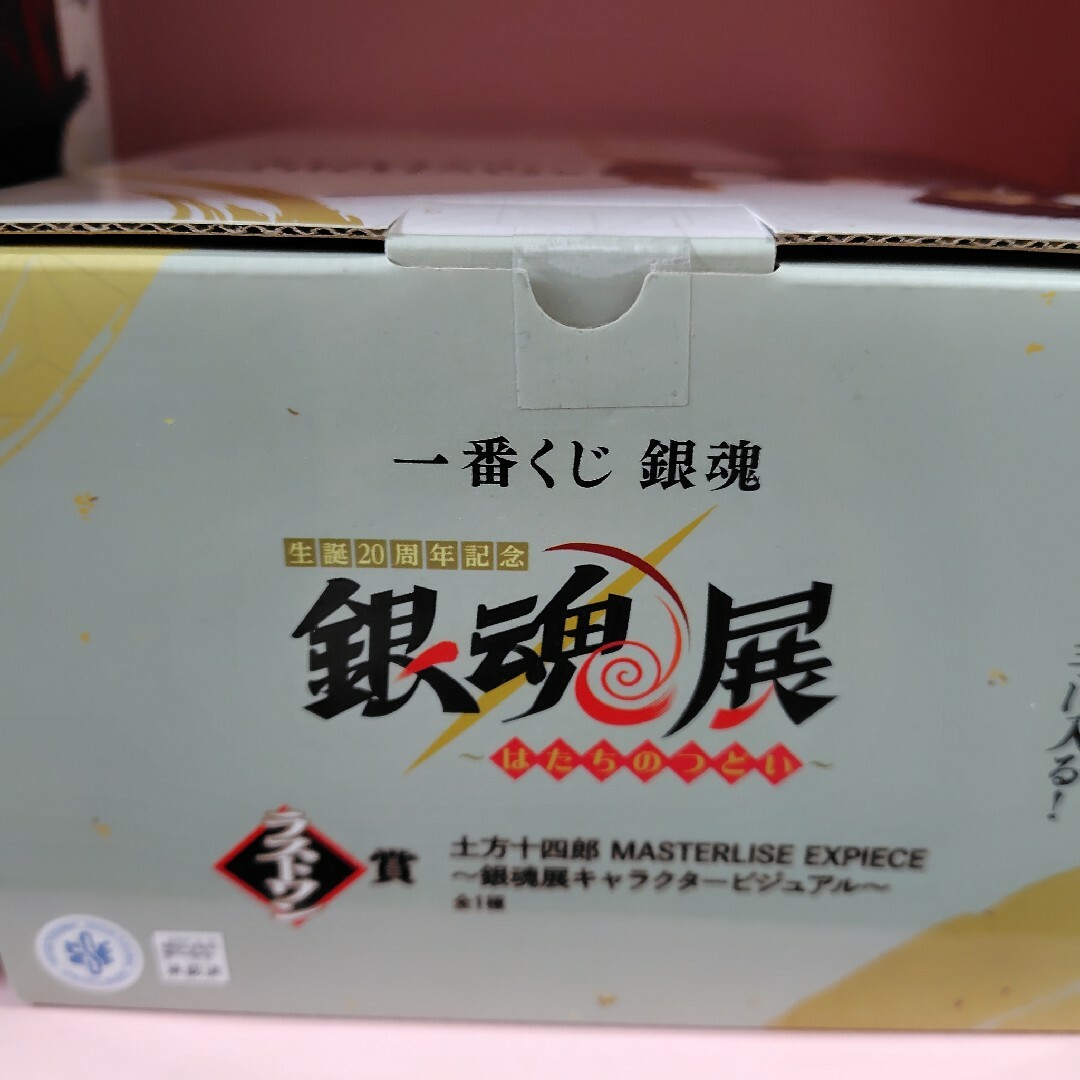 一番くじ 銀魂
生誕20周年記念
銀魂展
～はたちのつどい～
ラストワン賞
土方十四郎 MASTERLISE EXPIECE
～銀魂展キャラクタービジュアル～
全1種
入る！